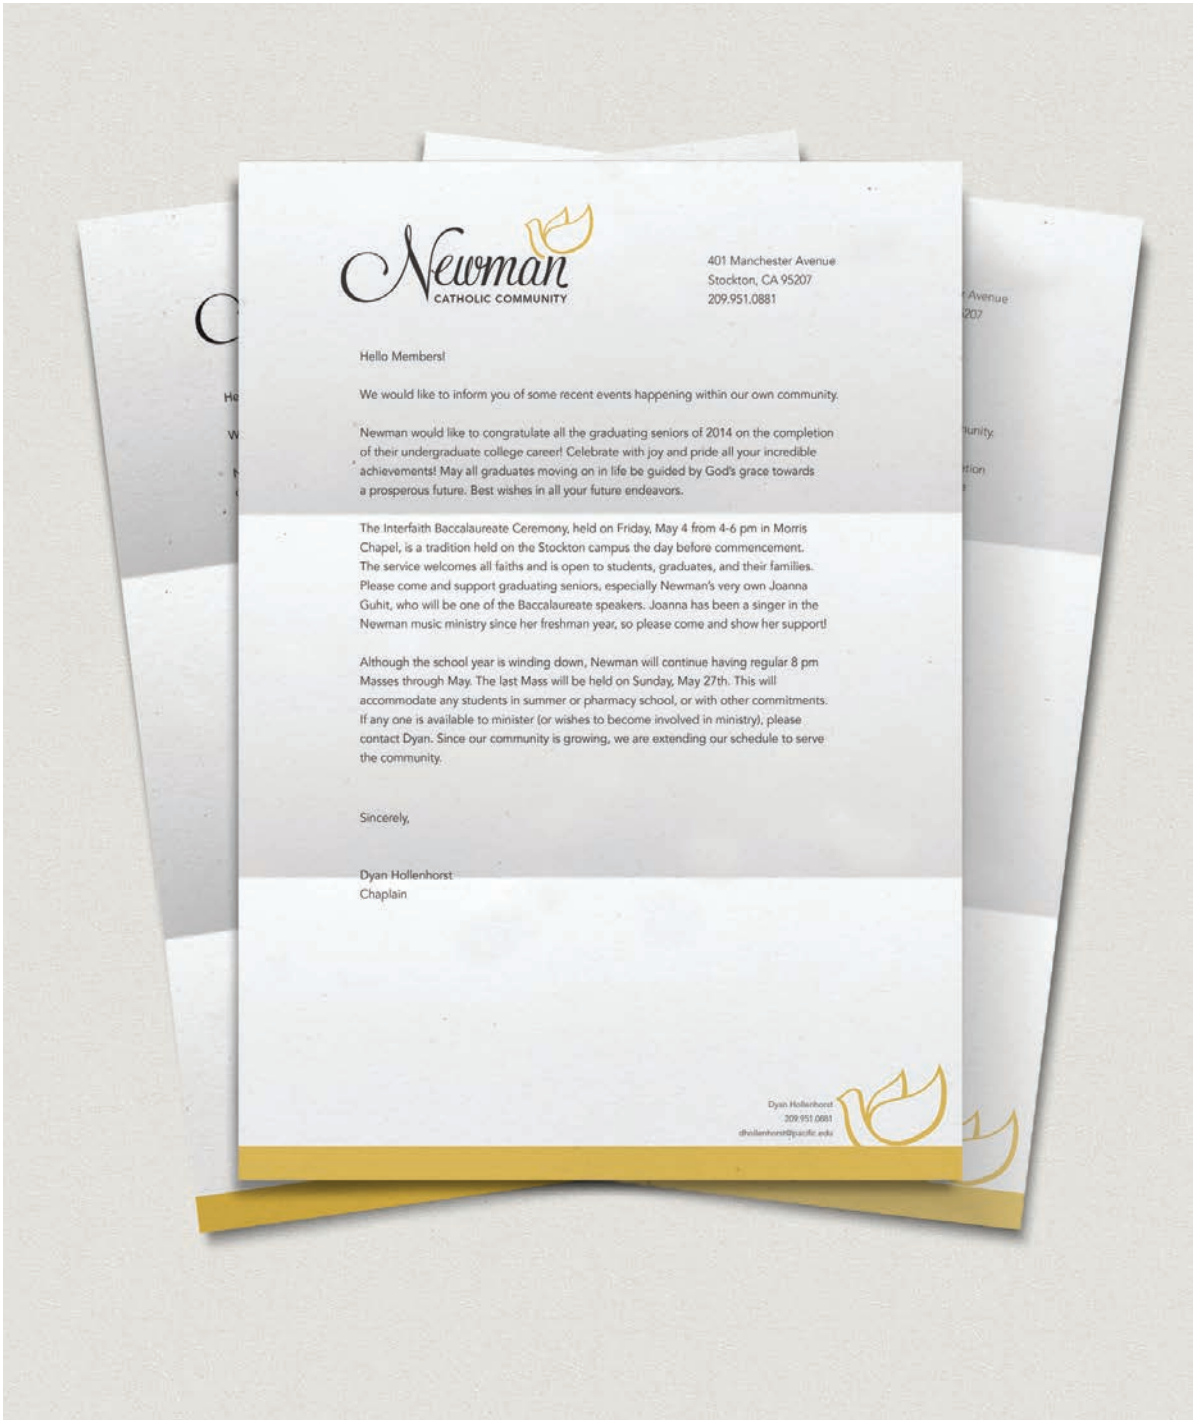 Newman
CATHOLIC COMMUNITY
401 Manchester Avenue
Stockton, CA 95207
209.951.0881
Hello Members!
We would like to inform you of some recent events happening within our own community.
Newman would like to congratulate all the graduating seniors of 2014 on the completion
of their undergraduate college career! Celebrate with joy and pride all your incredible
achievements! May all graduates moving on in life be guided by God's grace towards
a prosperous future. Best wishes in all your future endeavors.
The Interfaith Baccalaureate Ceremony, held on Friday, May 4 from 4-6 pm in Morris
Chapel, is a tradition held on the Stockton campus the day before commencement.
The service welcomes all faiths and is open to students, graduates, and their families.
Please come and support graduating seniors, especially Newman's very own Joanna
Guhit, who will be one of the Baccalaureate speakers. Joanna has been a singer in the
Newman music ministry since her freshman year, so please come and show her support!
Although the school year is winding down, Newman will continue having regular 8 pm
Masses through May. The last Mass will be held on Sunday, May 27th. This will
accommodate any students in summer or pharmacy school, or with other commitments.
If any one is available to minister (or wishes to become involved in ministry), please
contact Dyan. Since our community is growing, we are extending our schedule to serve
the community.
Sincerely,
Dyan Hollenhorst
Chaplain
Dyan Hollenhorst
209.951.0881
dhollenhorst@pacific.edu
He
W
N
Avenue
207
unity.
tion